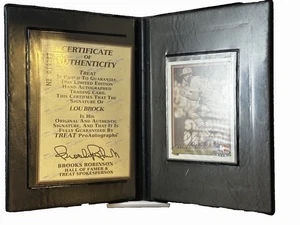 CERTIFICATE
OF
AUTHENTICITY
TREAT
IS PROUD TO GUARANTEE
THIS LIMITED EDITION
HAND AUTOGRAPHED
TRADING CARD.
THIS CERTIFIES THAT THE
SIGNATURE OF
LOU BROCK
IS HIS
ORIGINAL AND AUTHENTIC
SIGNATURE, AND THAT IT IS
FULLY GUARANTEED BY
TREAT ProAutographs
BROOKS ROBINSON
HALL OF FAMER &
TREAT SPOKESPERSON